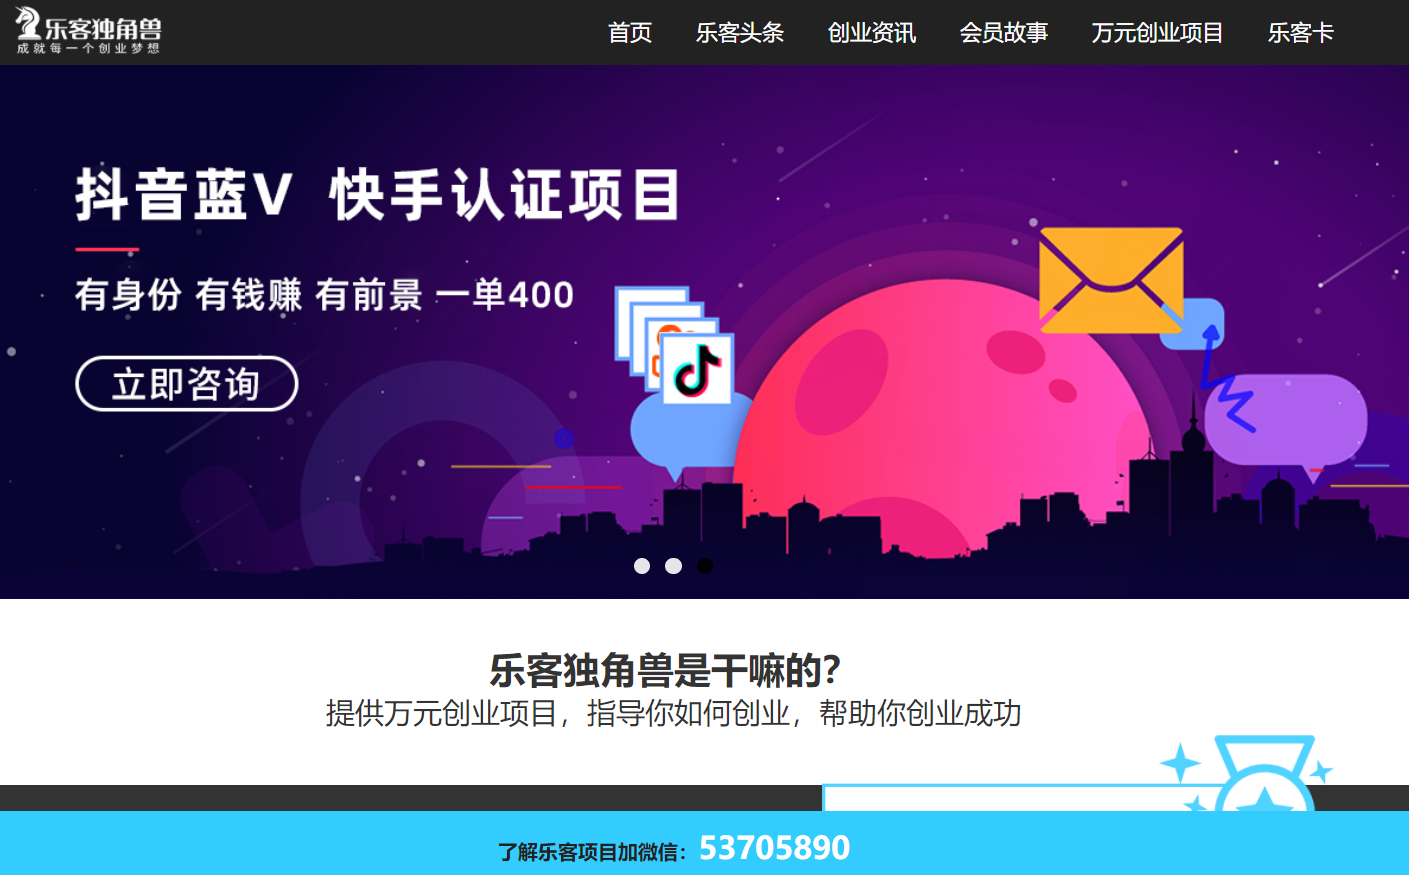 乐客独角兽
成就每一个创业梦想
首页 乐客头条 创业资讯 会员故事 万元创业项目 乐客卡
抖音蓝V 快手认证项目
有身份 有钱赚 有前景 一单400
立即咨询
乐客独角兽是干嘛的?
提供万元创业项目，指导你如何创业，帮助你创业成功
了解乐客项目加微信：53705890